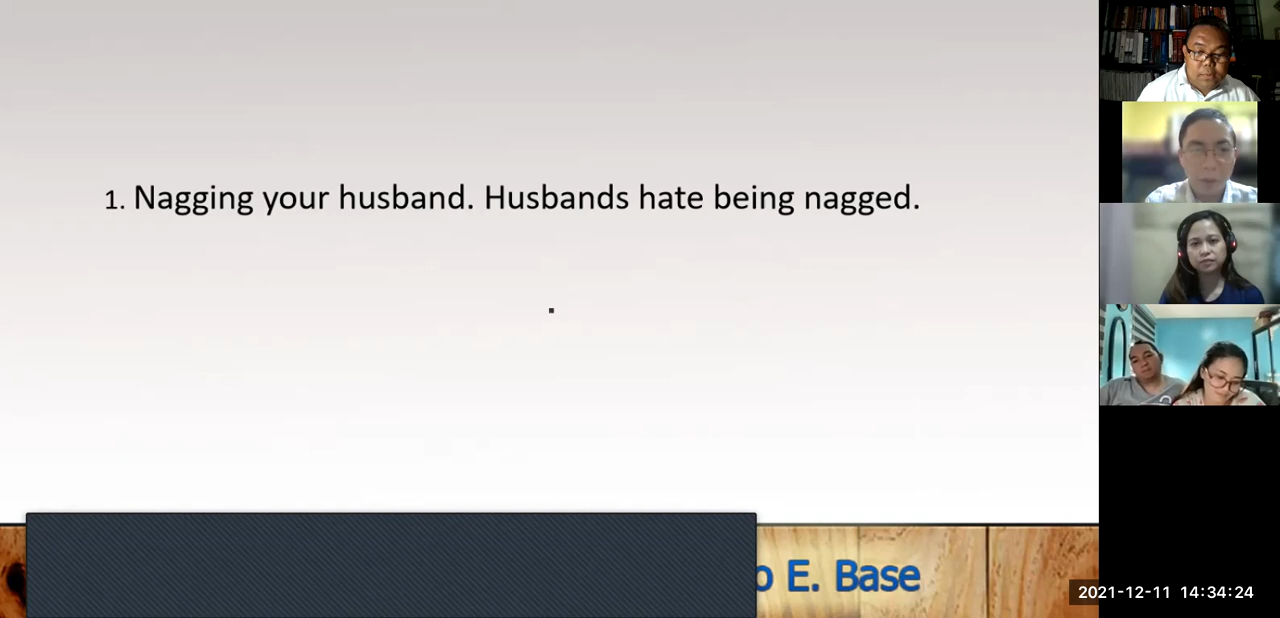 1. Nagging your husband. Husbands hate being nagged.
o E. Base
2021-12-11 14:34:24